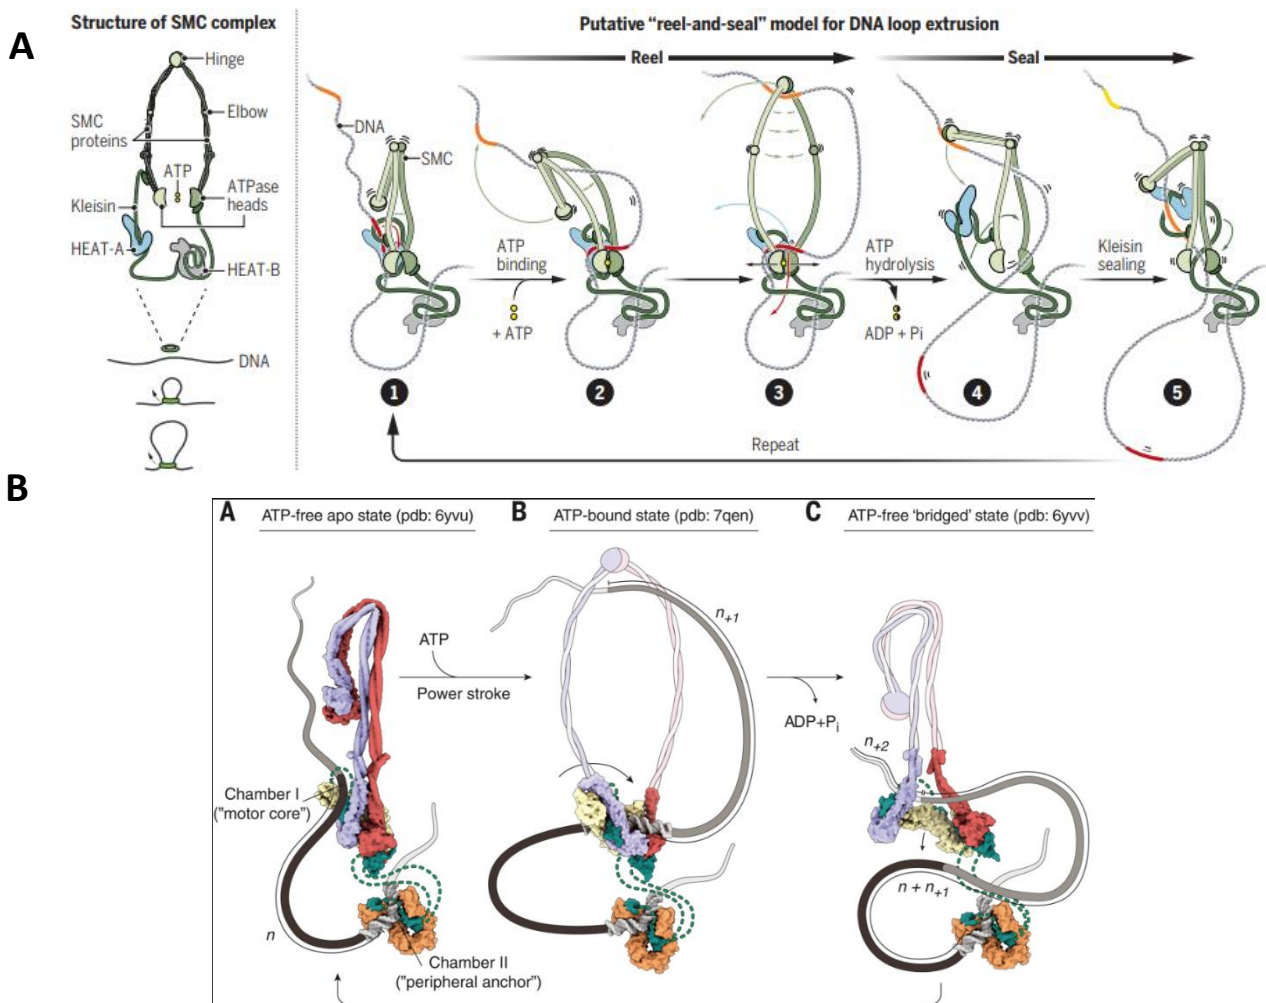 A
Structure of SMC complex
Hinge
Elbow
SMC
proteins
ATP
ATPase
heads
Kleisin
HEAT-A
HEAT-B
DNA
Putative “reel-and-seal” model for DNA loop extrusion
Reel
Seal
DNA
SMC
ATP
binding
+ ATP
ATP
hydrolysis
ADP + Pi
Kleisin
sealing
1
2
3
4
5
Repeat
B
A
ATP-free apo state (pdb: 6yvu)
B
ATP-bound state (pdb: 7qen)
C
ATP-free ‘bridged’ state (pdb: 6yvv)
ATP
Power stroke
n+1
ADP+Pi
n+2
Chamber I
("motor core")
n
Chamber II
("peripheral anchor")
n + n+1